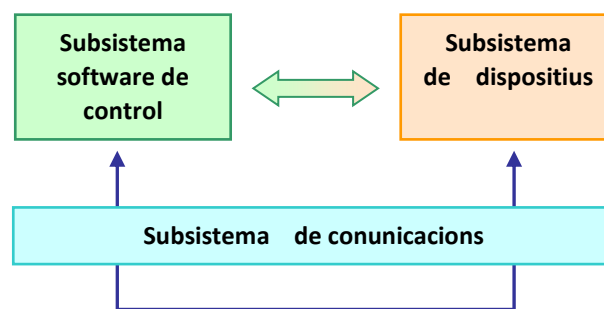 Subsistema
software de
control
Subsistema
de dispositius
Subsistema de conunicacions